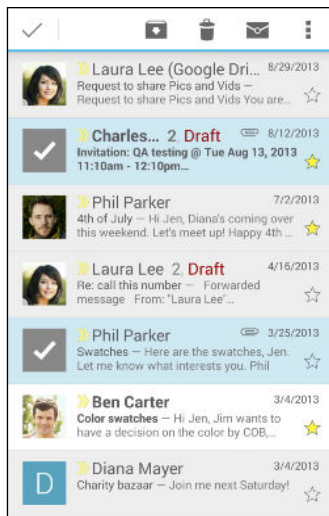 Laura Lee (Google Dri... 8/29/2013
Request to share Pics and Vids –
Request to share Pics and Vids You are...
Charles... 2, Draft 8/12/2013
Invitation: QA testing @ Tue Aug 13, 2013
11:10am - 12:10pm...
Phil Parker 7/2/2013
4th of July – Hi Jen, Diana's coming over
this weekend. Let's meet up! Happy 4th ...
Laura Lee 2, Draft 4/16/2013
Re: call this number – Forwarded
message From: "Laura Lee"...
Phil Parker 3/25/2013
Swatches – Here are the swatches, Jen.
Let me know what interests you. Phil
Ben Carter 3/4/2013
Color swatches – Hi Jen, Jim wants to
have a decision on the color by COB,...
D Diana Mayer 3/4/2013
Charity bazaar – Join me next Saturday!